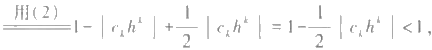 用(2) 1-|c_k h^k|+1/2|c_k h^k|=1-1/2|c_k h^k|<1,